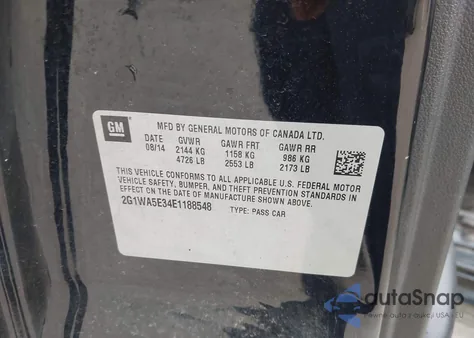 GM
MFD BY GENERAL MOTORS OF CANADA LTD.
DATE GVWR GAWR FRT GAWR RR
08/14 2144 KG 1158 KG 986 KG
4726 LB 2553 LB 2173 LB
THIS VEHICLE CONFORMS TO ALL APPLICABLE U.S. FEDERAL MOTOR
VEHICLE SAFETY, BUMPER, AND THEFT PREVENTION STANDARDS IN
EFFECT ON THE DATE OF MANUFACTURE SHOWN ABOVE.
2G1WA5E34E1188548 TYPE: PASS CAR
autaSnap